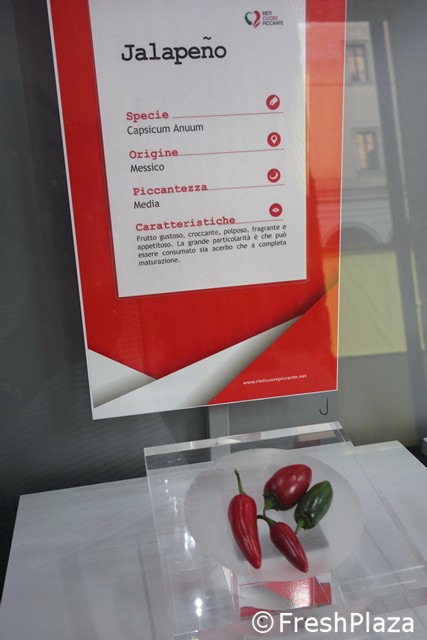 RIETI
CUORE
PICCANTE
Jalapeño
Specie
Capsicum Anuum
Origine
Messico
Piccantezza
Media
Caratteristiche
Frutto gustoso, croccante, polposo, fragrante e
appetitoso. La grande particolarità è che può
essere consumato sia acerbo che a completa
maturazione.
www.rieticuorepiccante.net
J
©FreshPlaza